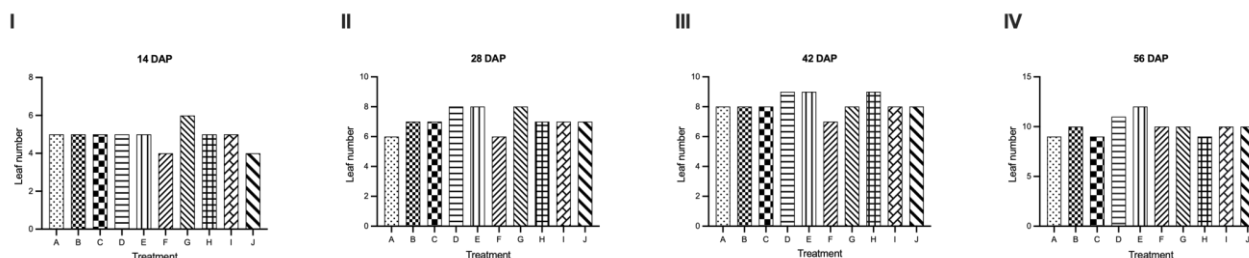 I
14 DAP
Leaf number
8
6
4
2
0
A B C D E F G H I J
Treatment
II
28 DAP
Leaf number
10
8
6
4
2
0
A B C D E F G H I J
Treatment
III
42 DAP
Leaf number
10
8
6
4
2
0
A B C D E F G H I J
Treatment
IV
56 DAP
Leaf number
15
10
5
0
A B C D E F G H I J
Treatment